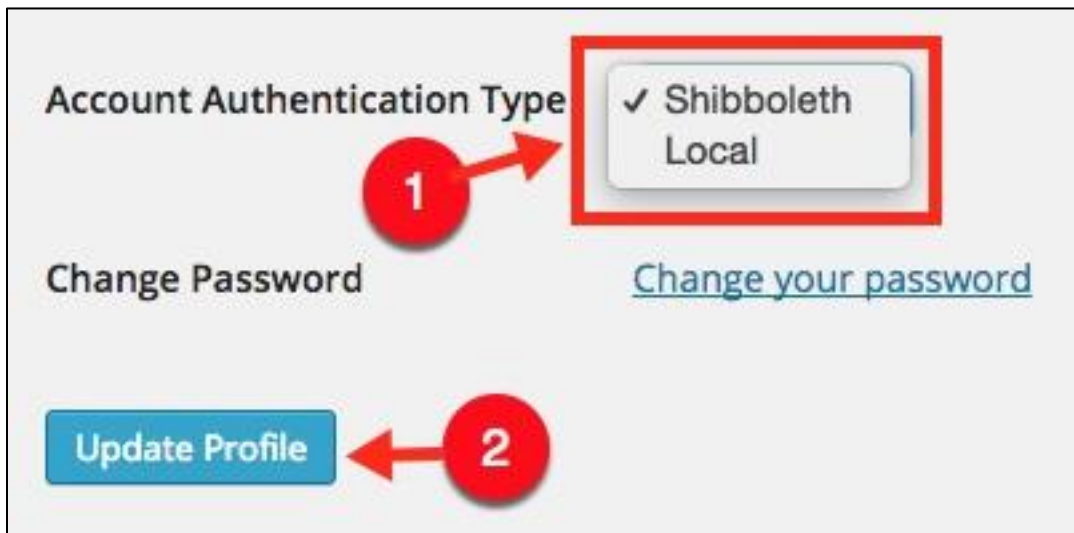 Account Authentication Type ✓ Shibboleth
Local
1
Change Password Change your password
Update Profile 2